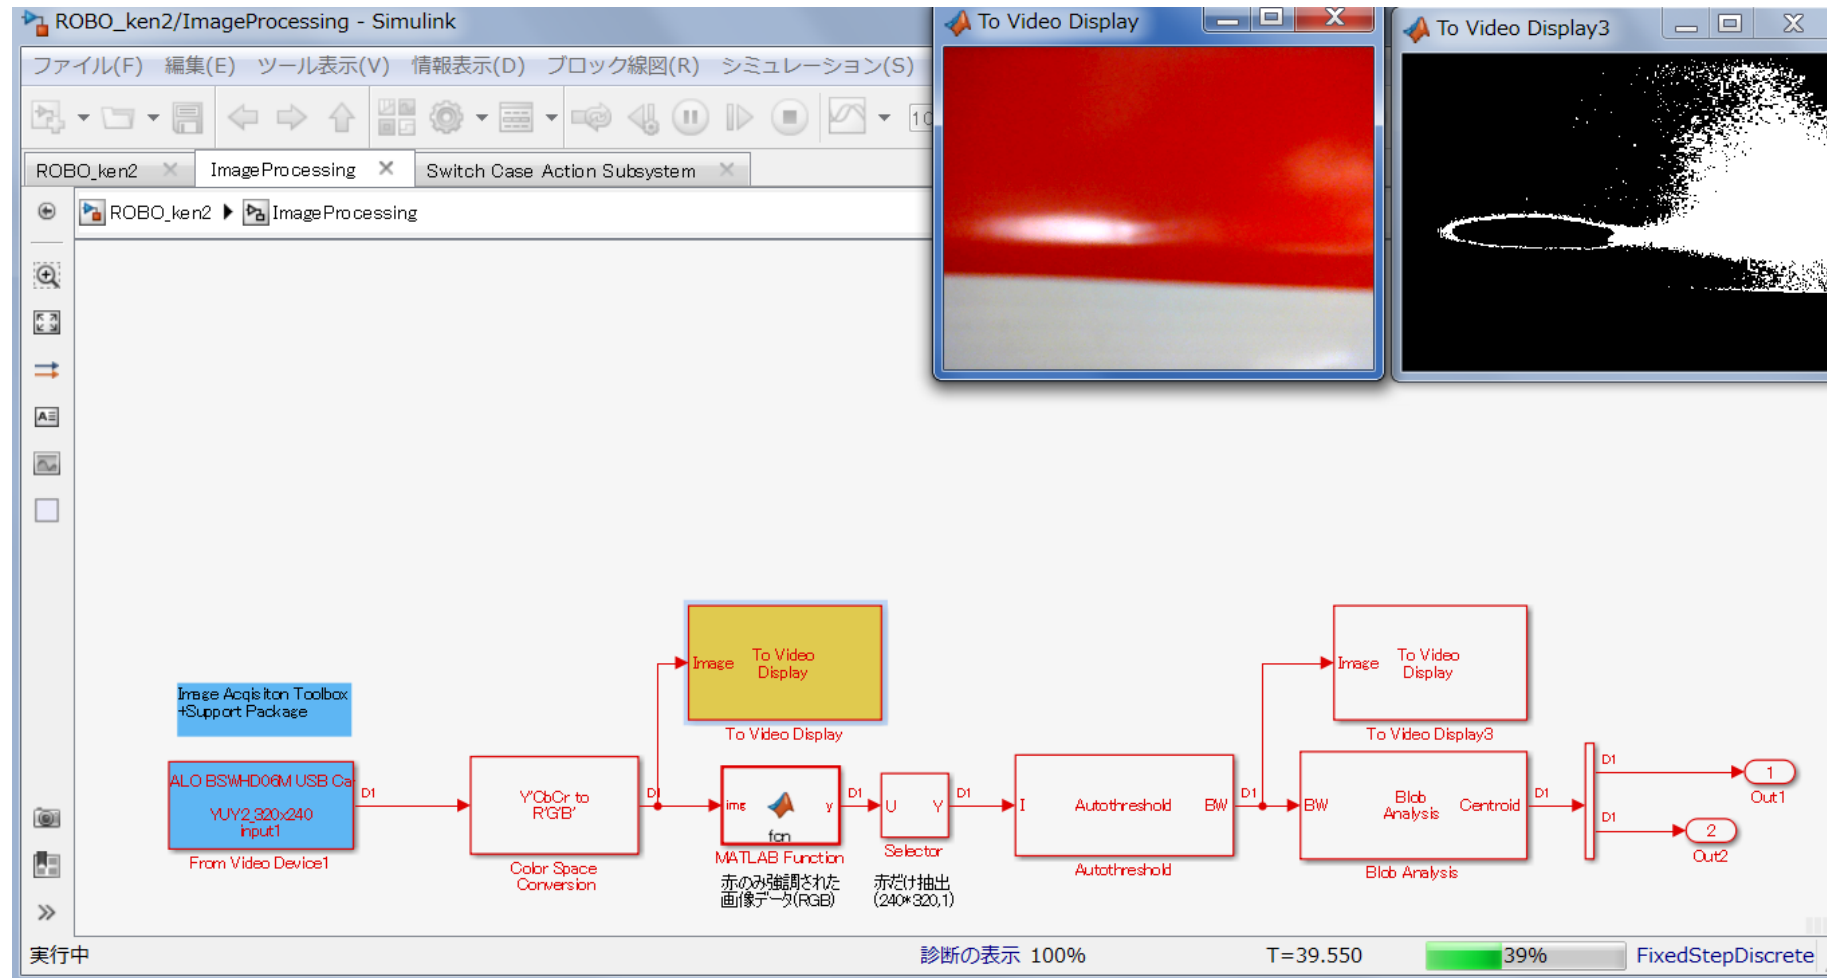 ROBO_ken2/ImageProcessing - Simulink
To Video Display
To Video Display3
ファイル(F) 編集(E) ツール表示(V) 情報表示(D) ブロック線図(R) シミュレーション(S)
10
ROBO_ken2
ImageProcessing
Switch Case Action Subsystem
ROBO_ken2 ImageProcessing
Image Acqisiton Toolbox
+Support Package
ALO BSWHD06M USB Ca
YUY2_320x240
input1
From Video Device1
D1
Y'CbCr to
R'G'B'
Color Space
Conversion
D1
Image
To Video
Display
To Video Display
img
y
fcn
MATLAB Function
赤のみ強調された
画像データ(RGB)
D1
U
Y
Selector
赤だけ抽出
(240*320,1)
D1
I
Autothreshold
BW
Autothreshold
D1
Image
To Video
Display
To Video Display3
BW
Blob
Analysis
Centroid
Blob Analysis
D1
D1
1
Out1
D1
2
Out2
実行中
診断の表示 100%
T=39.550
39%
FixedStepDiscrete